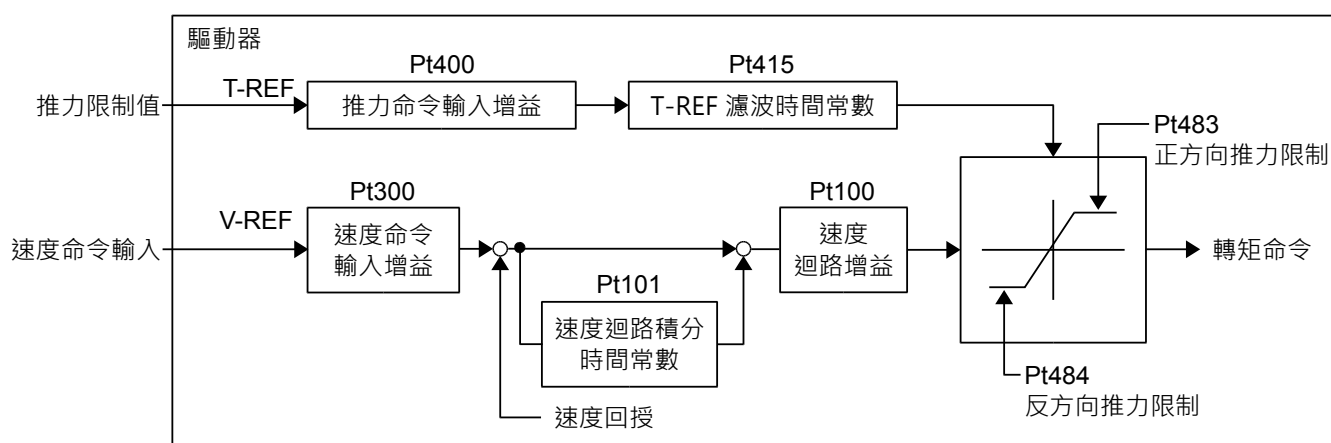 驅動器
Pt400
Pt415
推力限制值
T-REF
推力命令輸入增益
T-REF 濾波時間常數
Pt483
正方向推力限制
Pt300
Pt100
V-REF
速度命令輸入
速度命令
輸入增益
速度
迴路增益
轉矩命令
Pt101
速度迴路積分
時間常數
Pt484
反方向推力限制
速度回授